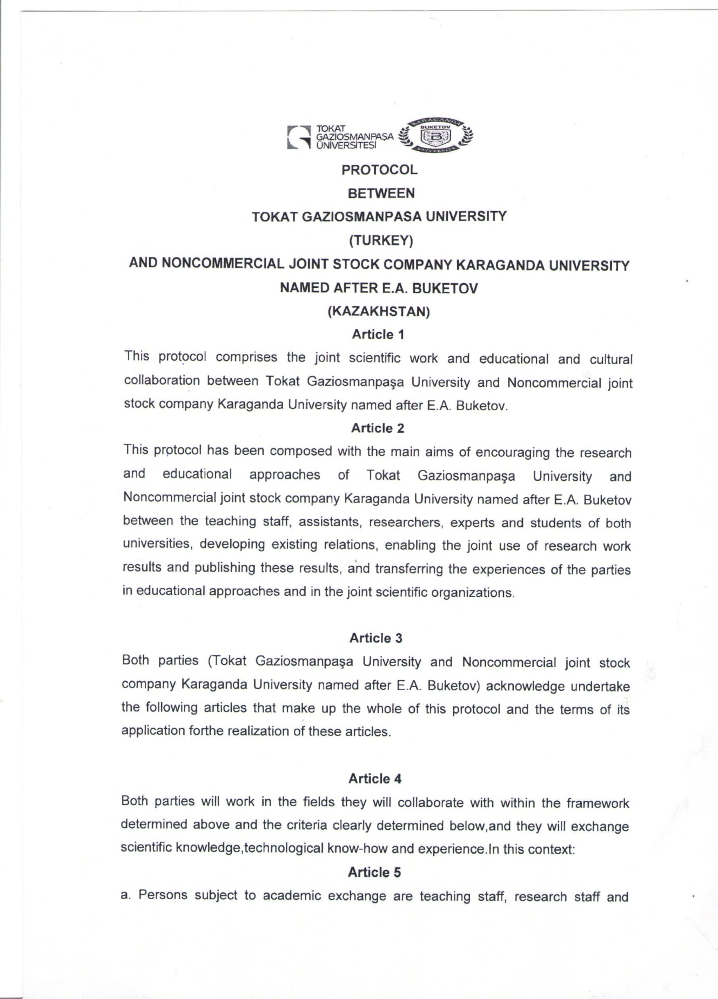 TOKAT
GAZİOSMANPAŞA
ÜNİVERSİTESİ
KARAGANDA
BUKETOV
B
UNIVERSITY
PROTOCOL
BETWEEN
TOKAT GAZIOSMANPASA UNIVERSITY
(TURKEY)
AND NONCOMMERCIAL JOINT STOCK COMPANY KARAGANDA UNIVERSITY
NAMED AFTER E.A. BUKETOV
(KAZAKHSTAN)
Article 1
This protocol comprises the joint scientific work and educational and cultural
collaboration between Tokat Gaziosmanpaşa University and Noncommercial joint
stock company Karaganda University named after E.A. Buketov.
Article 2
This protocol has been composed with the main aims of encouraging the research
and educational approaches of Tokat Gaziosmanpaşa University and
Noncommercial joint stock company Karaganda University named after E.A. Buketov
between the teaching staff, assistants, researchers, experts and students of both
universities, developing existing relations, enabling the joint use of research work
results and publishing these results, and transferring the experiences of the parties
in educational approaches and in the joint scientific organizations.
Article 3
Both parties (Tokat Gaziosmanpaşa University and Noncommercial joint stock
company Karaganda University named after E.A. Buketov) acknowledge undertake
the following articles that make up the whole of this protocol and the terms of its
application forthe realization of these articles.
Article 4
Both parties will work in the fields they will collaborate with within the framework
determined above and the criteria clearly determined below,and they will exchange
scientific knowledge,technological know-how and experience.In this context:
Article 5
a. Persons subject to academic exchange are teaching staff, research staff and